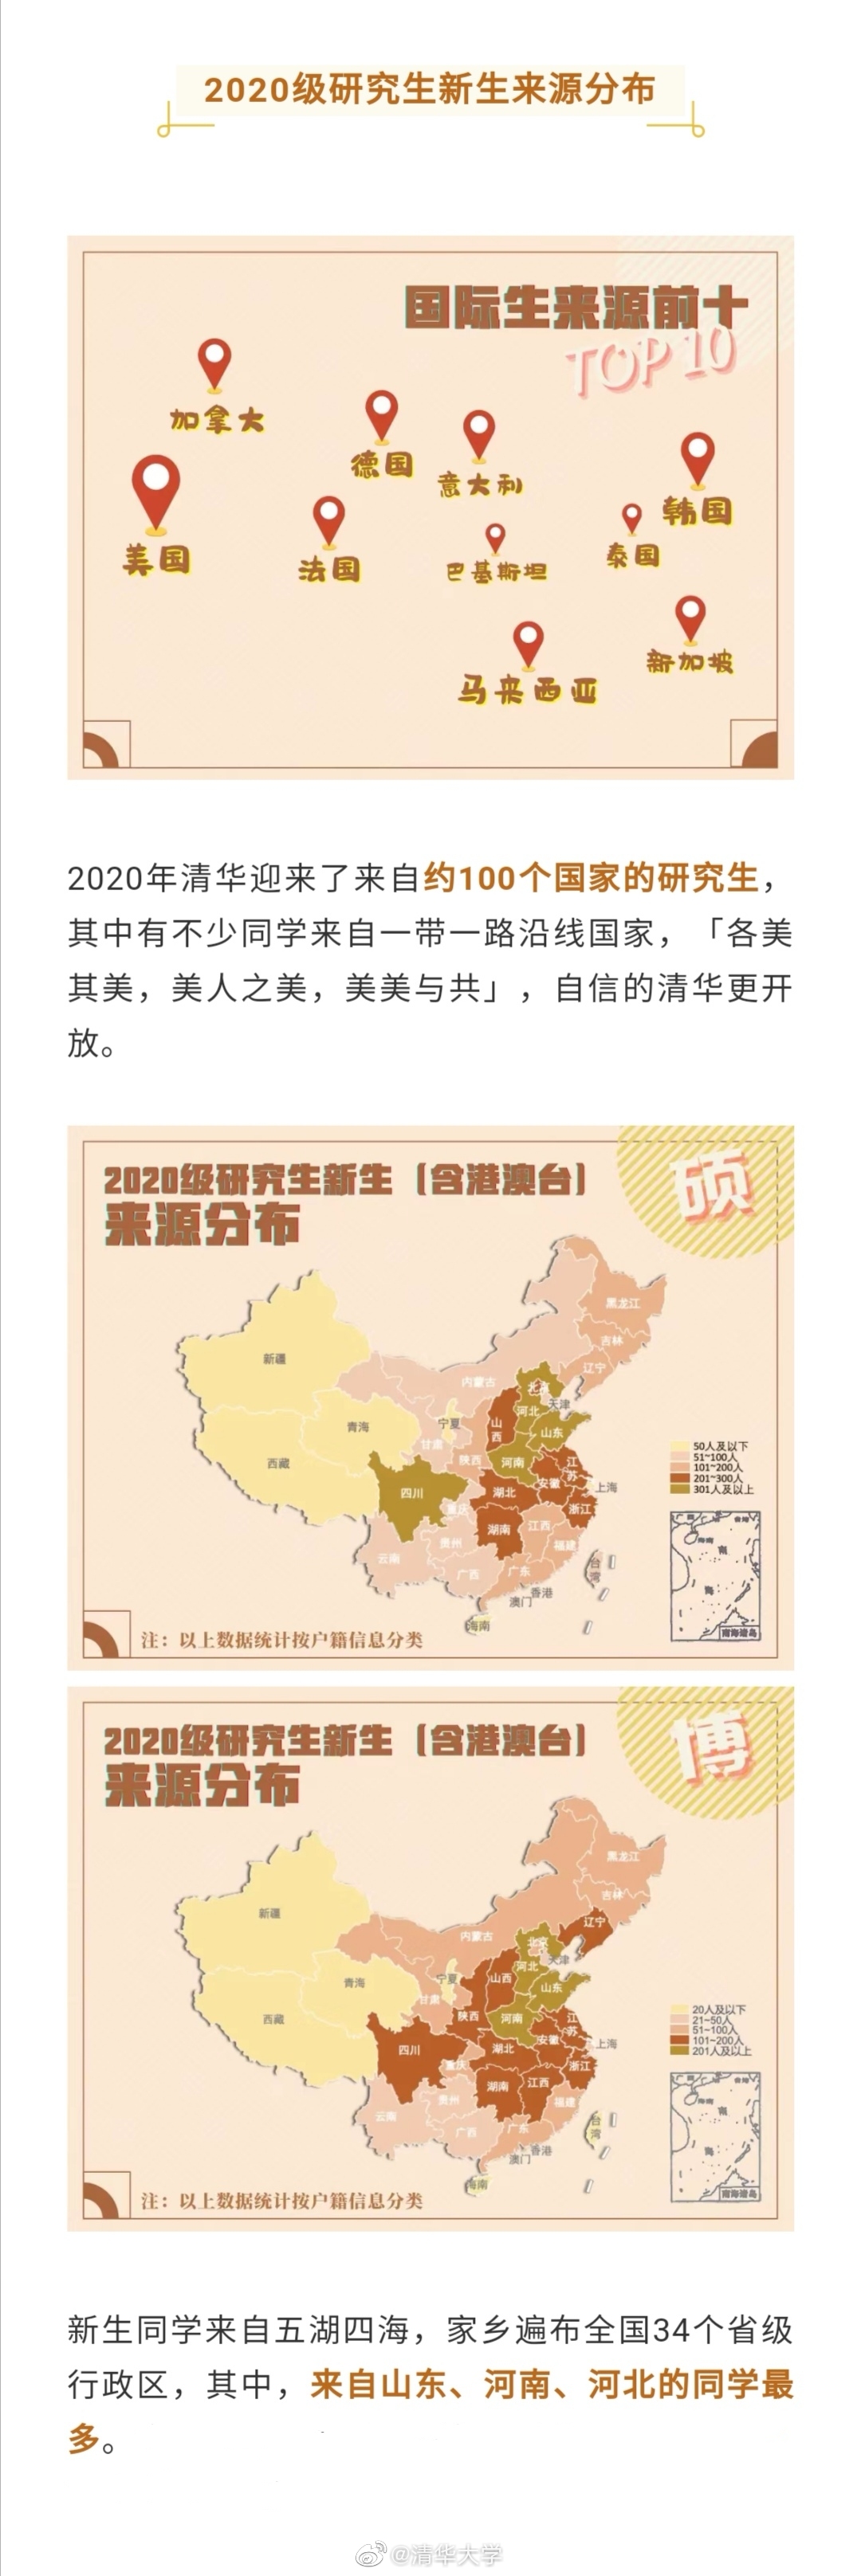 2020级研究生新生来源分布
国际生来源前十
TOP 10
加拿大
德国
意大利
韩国
美国
法国
巴基斯坦
泰国
马来西亚
新加坡
2020年清华迎来了来自约100个国家的研究生，
其中有不少同学来自一带一路沿线国家，「各美
其美，美人之美，美美与共」，自信的清华更开
放。
2020级研究生新生（含港澳台）
来源分布
硕
黑龙江
吉林
辽宁
新疆
内蒙古
北京
天津
河北
山西
宁夏
青海
山东
甘肃
陕西
河南
西藏
江苏
安徽
上海
四川
湖北
重庆
浙江
湖南
江西
贵州
福建
云南
广西
广东
台湾
香港
澳门
海南
50人及以下
51~100人
101~200人
201~300人
301人及以上
南海诸岛
注：以上数据统计按户籍信息分类
2020级研究生新生（含港澳台）
来源分布
博
黑龙江
吉林
辽宁
新疆
内蒙古
北京
天津
河北
山西
宁夏
青海
山东
甘肃
陕西
河南
西藏
江苏
安徽
上海
四川
湖北
重庆
浙江
湖南
江西
贵州
福建
云南
广西
广东
台湾
香港
澳门
海南
20人及以下
21~50人
51~100人
101~200人
201人及以上
南海诸岛
注：以上数据统计按户籍信息分类
新生同学来自五湖四海，家乡遍布全国34个省级
行政区，其中，来自山东、河南、河北的同学最
多。
@清华大学